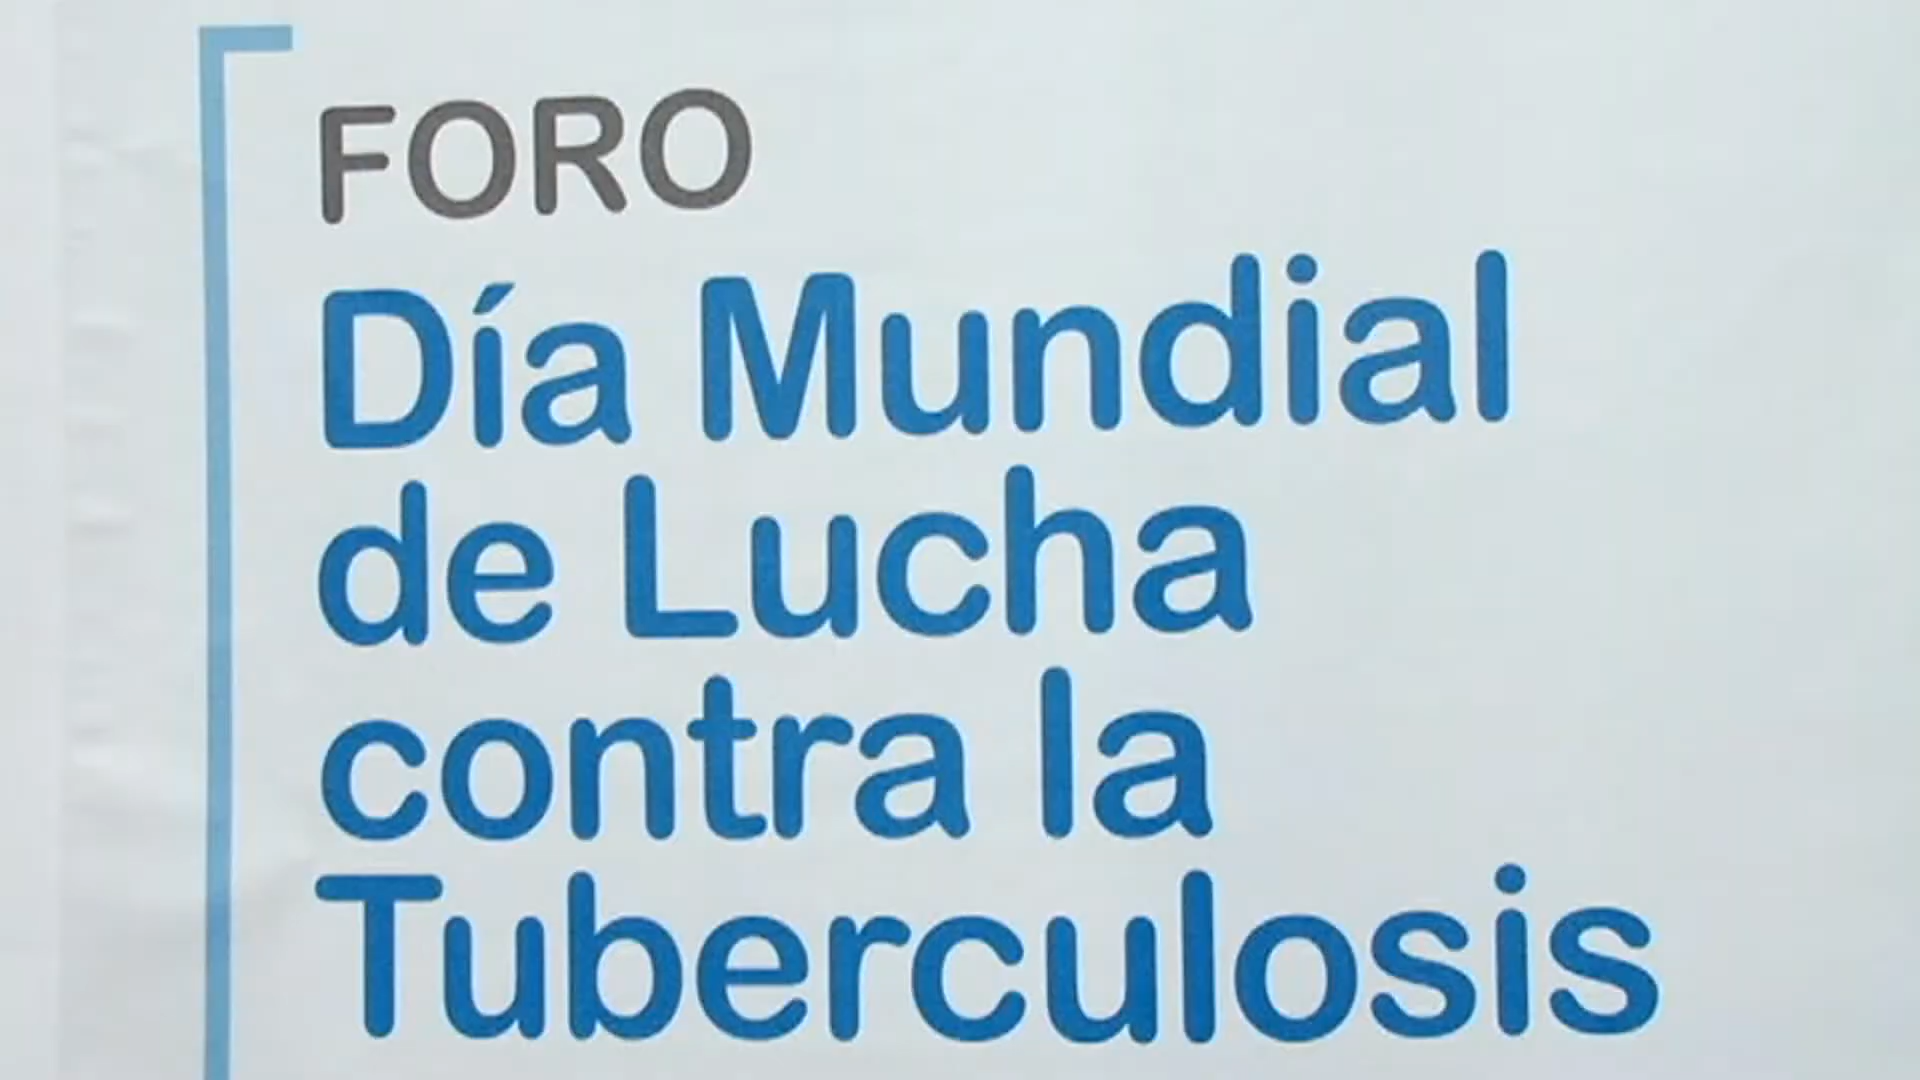 FORO
Día Mundial
de Lucha
contra la
Tuberculosis